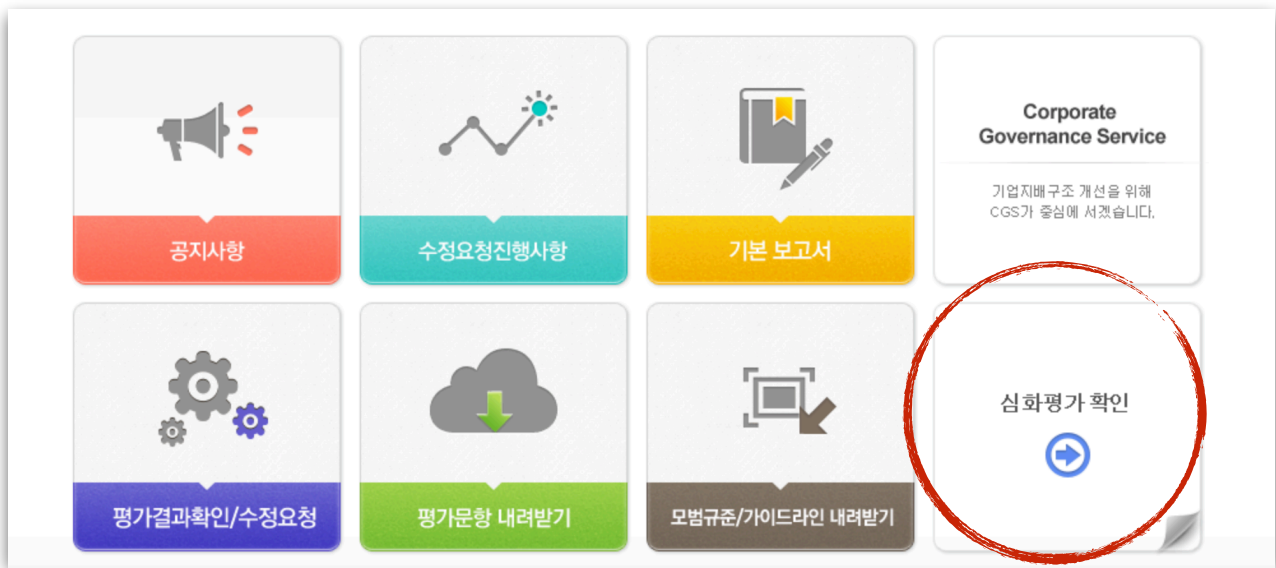 공지사항
수정요청진행사항
기본 보고서
Corporate
Governance Service
기업지배구조 개선을 위해
CGS가 중심에 서겠습니다.
평가결과확인/수정요청
평가문항 내려받기
모범규준/가이드라인 내려받기
심화평가 확인